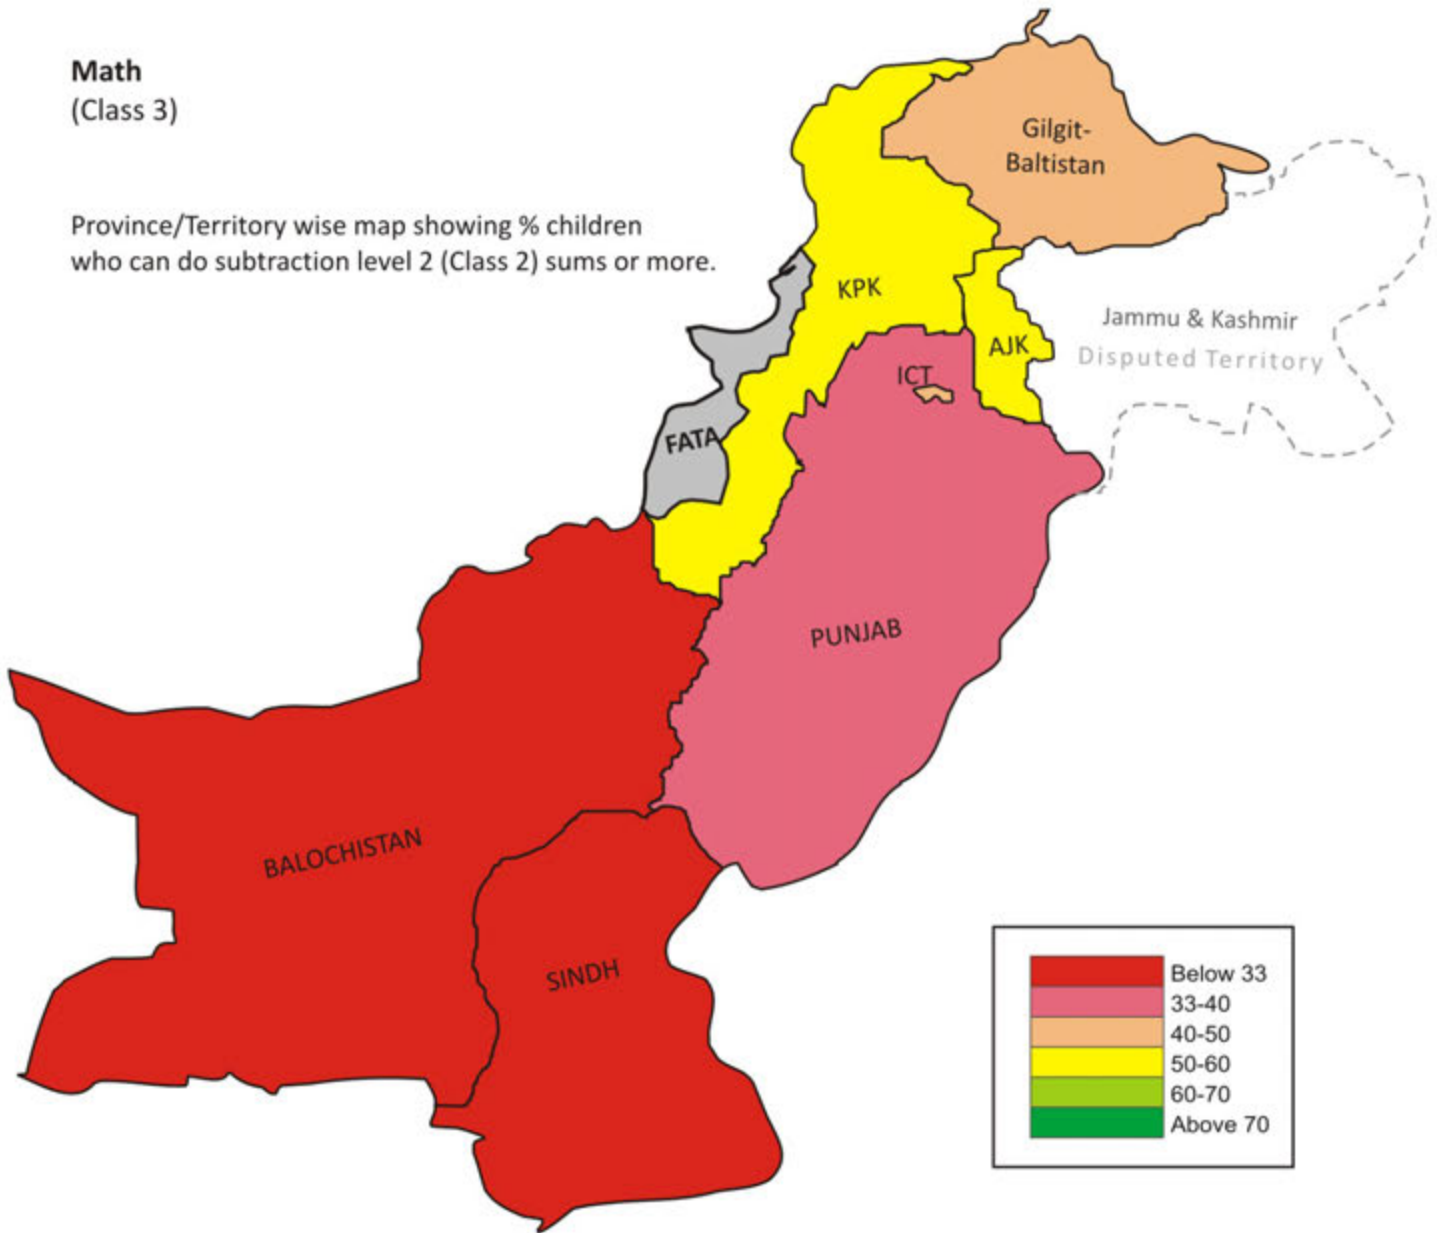 Math
(Class 3)
Province/Territory wise map showing % children
who can do subtraction level 2 (Class 2) sums or more.
Gilgit-
Baltistan
KPK
Jammu & Kashmir
AJK
Disputed Territory
ICT
FATA
PUNJAB
BALOCHISTAN
SINDH
Below 33
33-40
40-50
50-60
60-70
Above 70